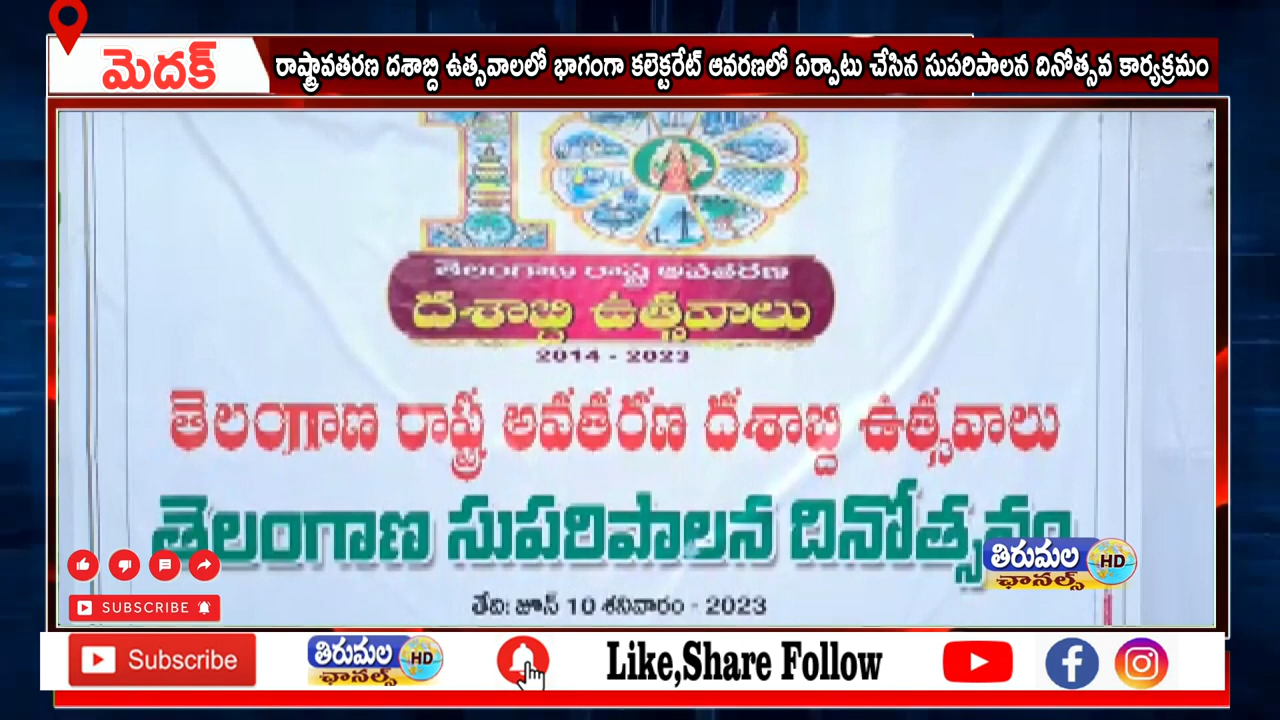 మెదక్
రాష్ట్రావతరణ దశాబ్ది ఉత్సవాలలో భాగంగా కలెక్టరేట్ ఆవరణలో ఏర్పాటు చేసిన సుపరిపాలన దినోత్సవ కార్యక్రమం
10
తెలంగాణ రాష్ట్ర అవతరణ
దశాబ్ది ఉత్సవాలు
2014 - 2023
తెలంగాణ రాష్ట్ర అవతరణ దశాబ్ది ఉత్సవాలు
తెలంగాణ సుపరిపాలన దినోత్సవం
తిరుమల HD
ఛానల్స్
SUBSCRIBE
తేది: జూన్ 10 శనివారం - 2023
Subscribe
తిరుమల HD
ఛానల్స్
Like,Share Follow